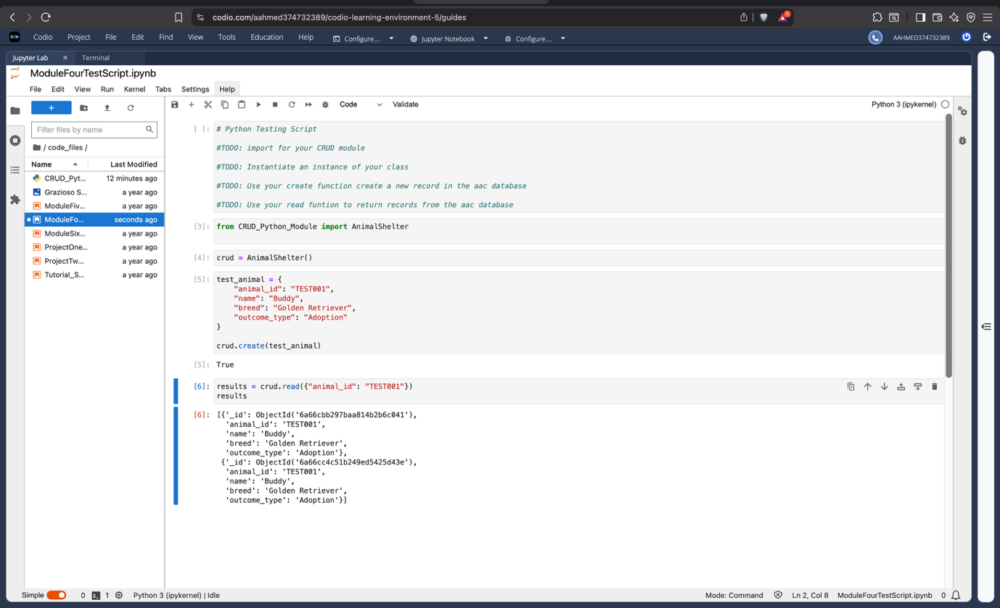 codio.com/aahmed374732389/codio-learning-environment-5/guides
1
Codio Project File Edit Find View Tools Education Help Configure.... Jupyter Notebook Configure.... AAHMED374732389
Jupyter Lab × Terminal
ModuleFourTestScript.ipynb
File Edit View Run Kernel Tabs Settings Help
+ Code Validate Python 3 (ipykernel)
Filter files by name
/ code_files /
Name Last Modified
CRUD_Pyt... 12 minutes ago
Grazioso S... a year ago
ModuleFiv... a year ago
ModuleFo... seconds ago
ModuleSix... a year ago
ProjectOne... a year ago
ProjectTw... a year ago
Tutorial_S... a year ago
[ ]: # Python Testing Script
#TODO: import for your CRUD module
#TODO: Instantiate an instance of your class
#TODO: Use your create function create a new record in the aac database
#TODO: Use your read funtion to return records from the aac database
[3]: from CRUD_Python_Module import AnimalShelter
[4]: crud = AnimalShelter()
[5]: test_animal = {
"animal_id": "TEST001",
"name": "Buddy",
"breed": "Golden Retriever",
"outcome_type": "Adoption"
}
crud.create(test_animal)
[5]: True
[6]: results = crud.read({"animal_id": "TEST001"})
results
[6]: [{'_id': ObjectId('6a66cbb297baa814b2b6c041'),
'animal_id': 'TEST001',
'name': 'Buddy',
'breed': 'Golden Retriever',
'outcome_type': 'Adoption'},
{'_id': ObjectId('6a66cc4c51b249ed5425d43e'),
'animal_id': 'TEST001',
'name': 'Buddy',
'breed': 'Golden Retriever',
'outcome_type': 'Adoption'}]
Simple 0 1 Python 3 (ipykernel) | Idle Mode: Command Ln 2, Col 8 ModuleFourTestScript.ipynb 0